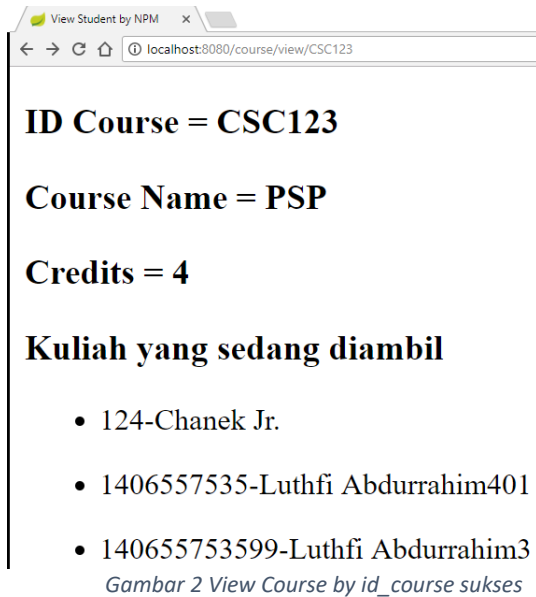 View Student by NPM
localhost:8080/course/view/CSC123
ID Course = CSC123
Course Name = PSP
Credits = 4
Kuliah yang sedang diambil
• 124-Chanek Jr.
• 1406557535-Luthfi Abdurrahim401
• 140655753599-Luthfi Abdurrahim3
Gambar 2 View Course by id_course sukses